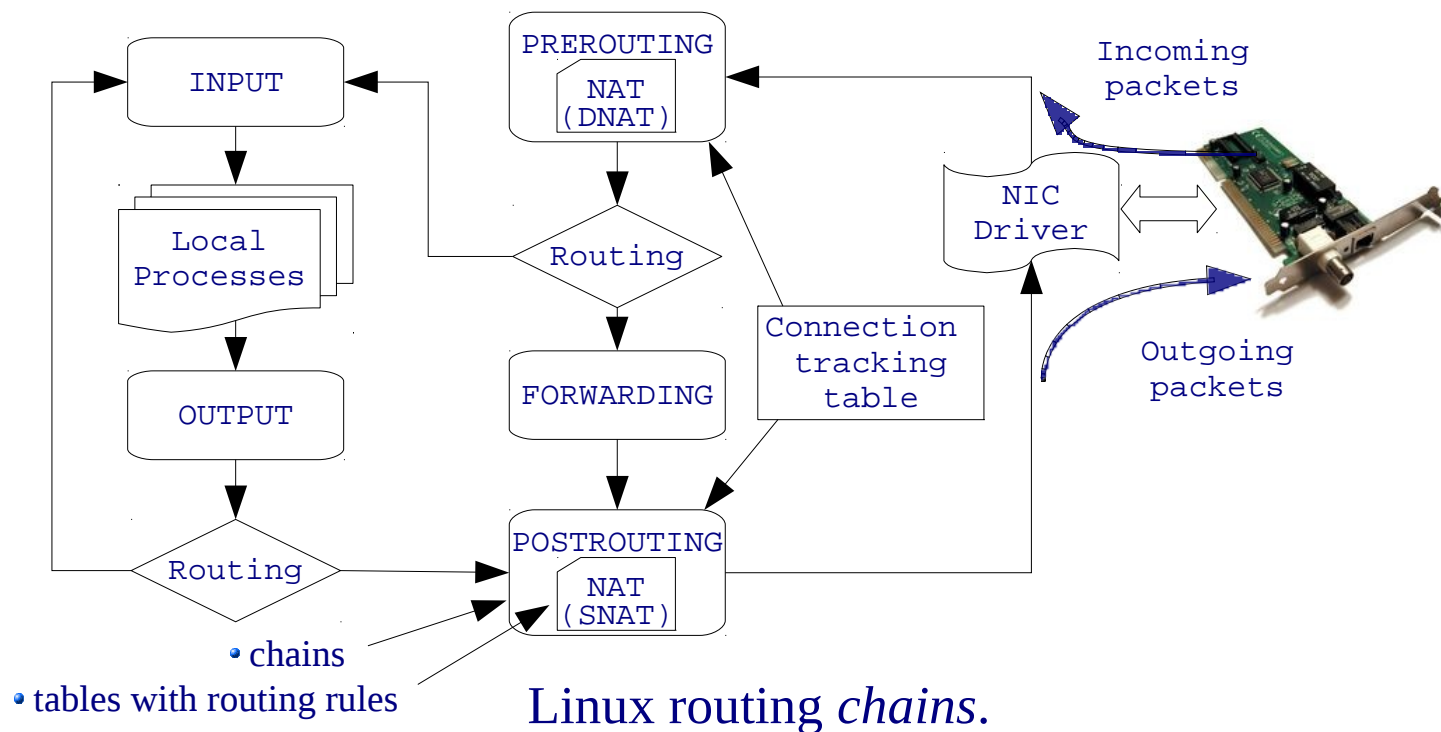 INPUT
Local
Processes
OUTPUT
Routing
PREROUTING
NAT
(DNAT)
Routing
FORWARDING
POSTROUTING
NAT
(SNAT)
Connection
tracking
table
NIC
Driver
Incoming
packets
Outgoing
packets
• chains
• tables with routing rules
Linux routing chains.